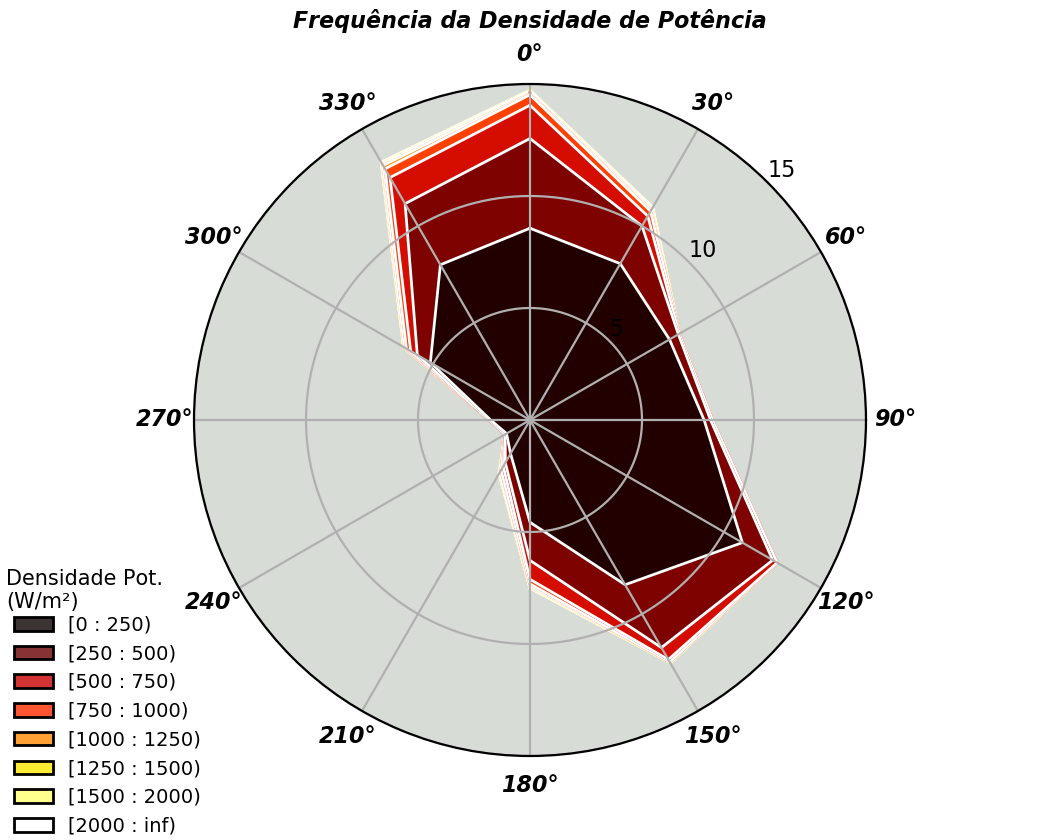 Frequência da Densidade de Potência
0°
330°
30°
15
300°
60°
10
5
270°
90°
Densidade Pot.
(W/m²)
240°
120°
[0 : 250)
[250 : 500)
[500 : 750)
[750 : 1000)
210°
150°
[1000 : 1250)
[1250 : 1500)
180°
[1500 : 2000)
[2000 : inf)